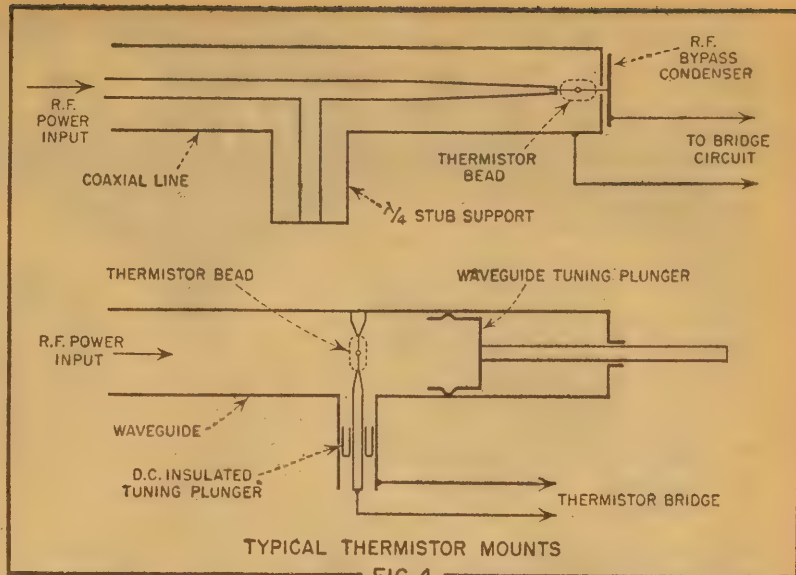 R.F.
BYPASS
CONDENSER
R.F.
POWER
INPUT
THERMISTOR
BEAD
TO BRIDGE
CIRCUIT
COAXIAL LINE
λ/4 STUB SUPPORT
THERMISTOR BEAD
WAVEGUIDE TUNING PLUNGER
R.F. POWER
INPUT
WAVEGUIDE
D.C. INSULATED
TUNING PLUNGER
THERMISTOR BRIDGE
TYPICAL THERMISTOR MOUNTS